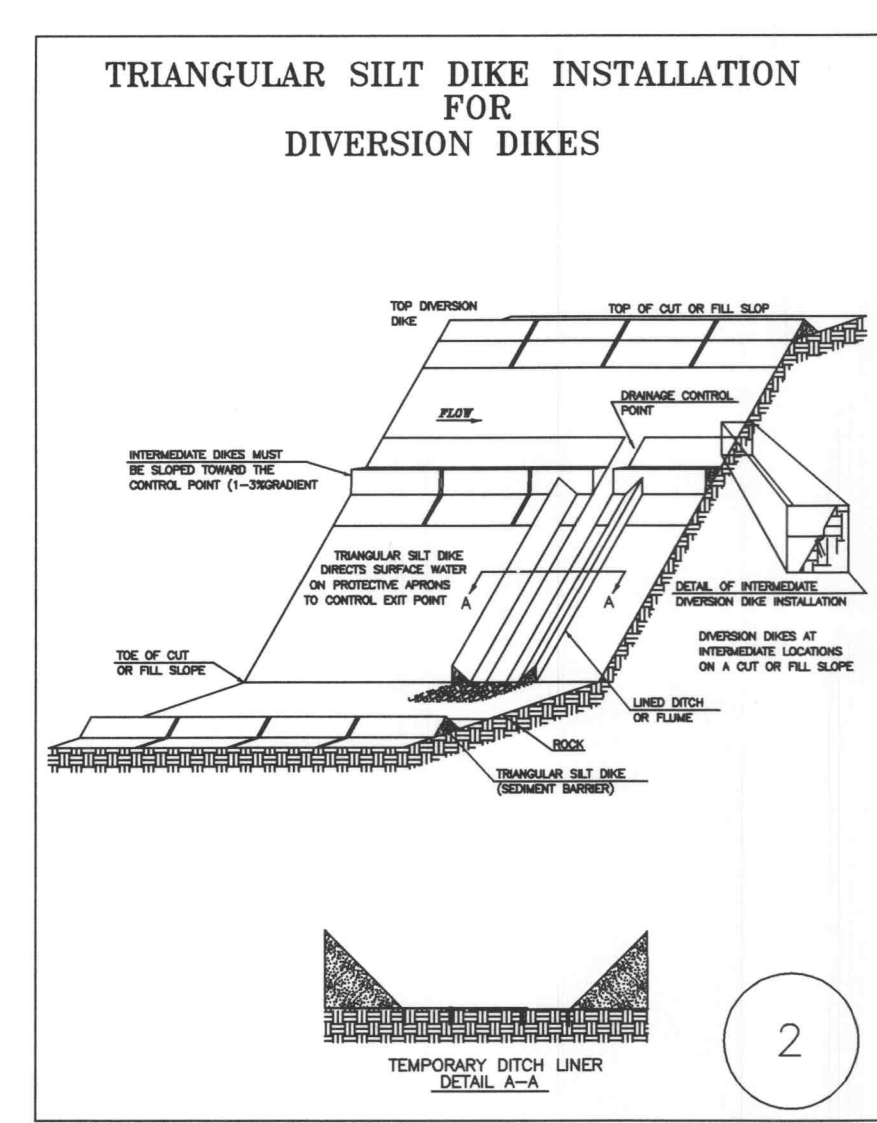 TRIANGULAR SILT DIKE INSTALLATION
FOR
DIVERSION DIKES
TOP DIVERSION
DIKE
TOP OF CUT OR FILL SLOP
DRAINAGE CONTROL
POINT
FLOW
INTERMEDIATE DIKES MUST
BE SLOPED TOWARD THE
CONTROL POINT (1-3%GRADIENT
TRIANGULAR SILT DIKE
DIRECTS SURFACE WATER
ON PROTECTIVE APRONS
TO CONTROL EXIT POINT
A
A
DETAIL OF INTERMEDIATE
DIVERSION DIKE INSTALLATION
DIVERSION DIKES AT
INTERMEDIATE LOCATIONS
ON A CUT OR FILL SLOPE
TOE OF CUT
OR FILL SLOPE
LINED DITCH
OR FLUME
ROCK
TRIANGULAR SILT DIKE
(SEDIMENT BARRIER)
TEMPORARY DITCH LINER
DETAIL A-A
2